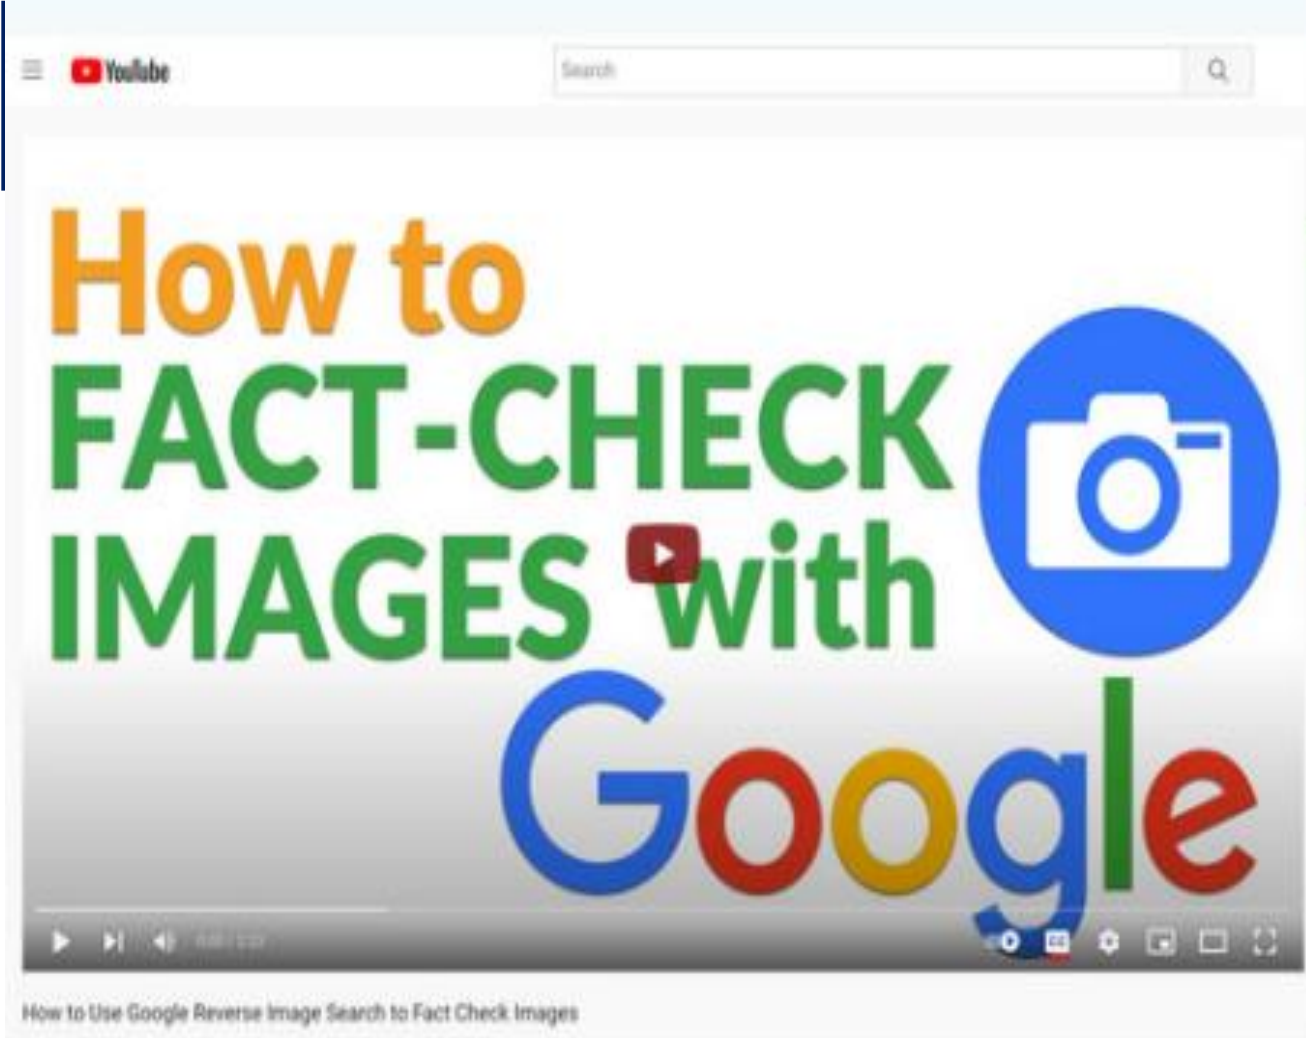 YouTube
Search
How to
FACT-CHECK
IMAGES with
Google
CC
How to Use Google Reverse Image Search to Fact Check Images